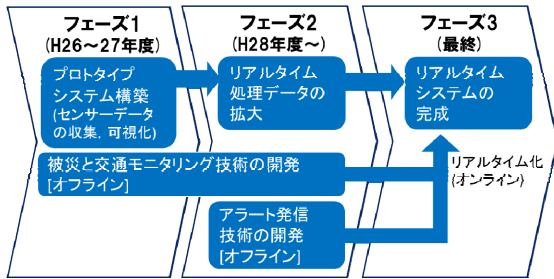 フェーズ1
(H26～27年度)
フェーズ2
(H28年度～)
フェーズ3
(最終)
プロトタイプ
システム構築
(センサーデータ
の収集, 可視化)
リアルタイム
処理データの
拡大
リアルタイム
システムの
完成
被災と交通モニタリング技術の開発
[オフライン]
リアルタイム化
(オンライン)
アラート発信
技術の開発
[オフライン]